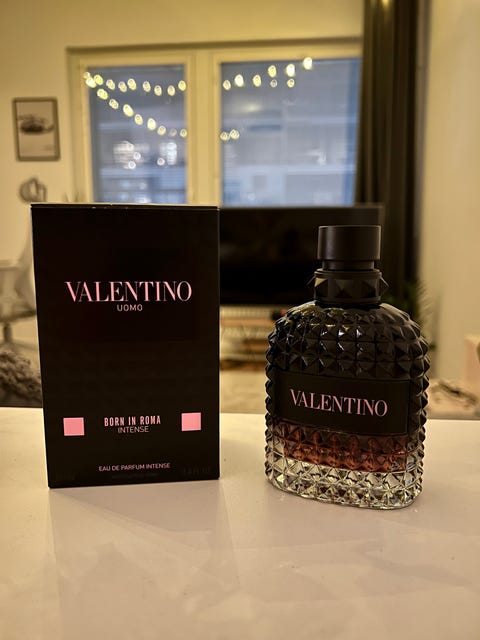 VALENTINO
UOMO
BORN IN ROMA
INTENSE
EAU DE PARFUM INTENSE
VALENTINO